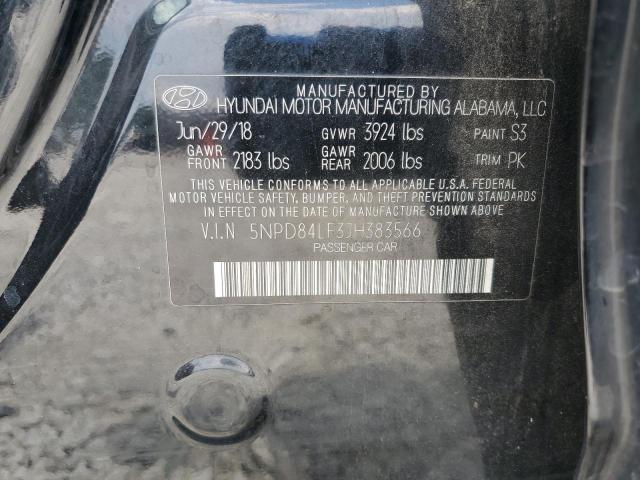 MANUFACTURED BY
HYUNDAI MOTOR MANUFACTURING ALABAMA, LLC
Jun/29/18 GVWR 3924 lbs PAINT S3
GAWR FRONT 2183 lbs GAWR REAR 2006 lbs TRIM PK
THIS VEHICLE CONFORMS TO ALL APPLICABLE U.S.A. FEDERAL
MOTOR VEHICLE SAFETY, BUMPER, AND THEFT PREVENTION
STANDARDS IN EFFECT ON THE DATE OF MANUFACTURE SHOWN ABOVE
V.I.N 5NPD84LF3JH383566
PASSENGER CAR